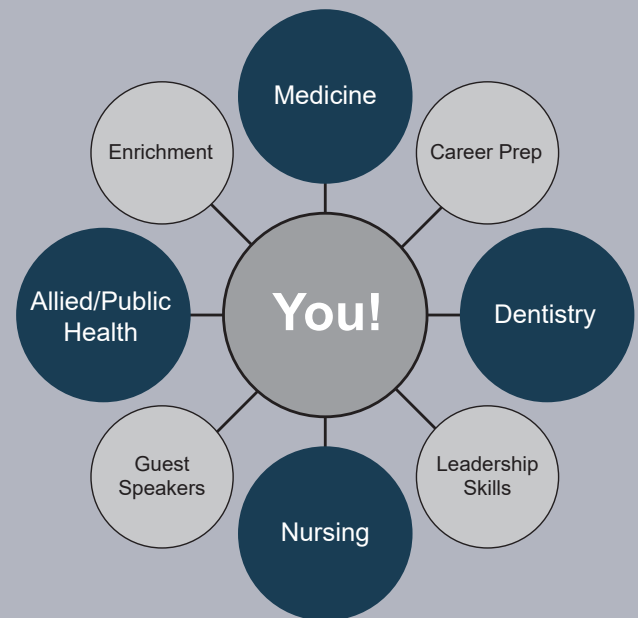 Medicine
Enrichment
Career Prep
Allied/Public
Health
You!
Dentistry
Guest
Speakers
Leadership
Skills
Nursing